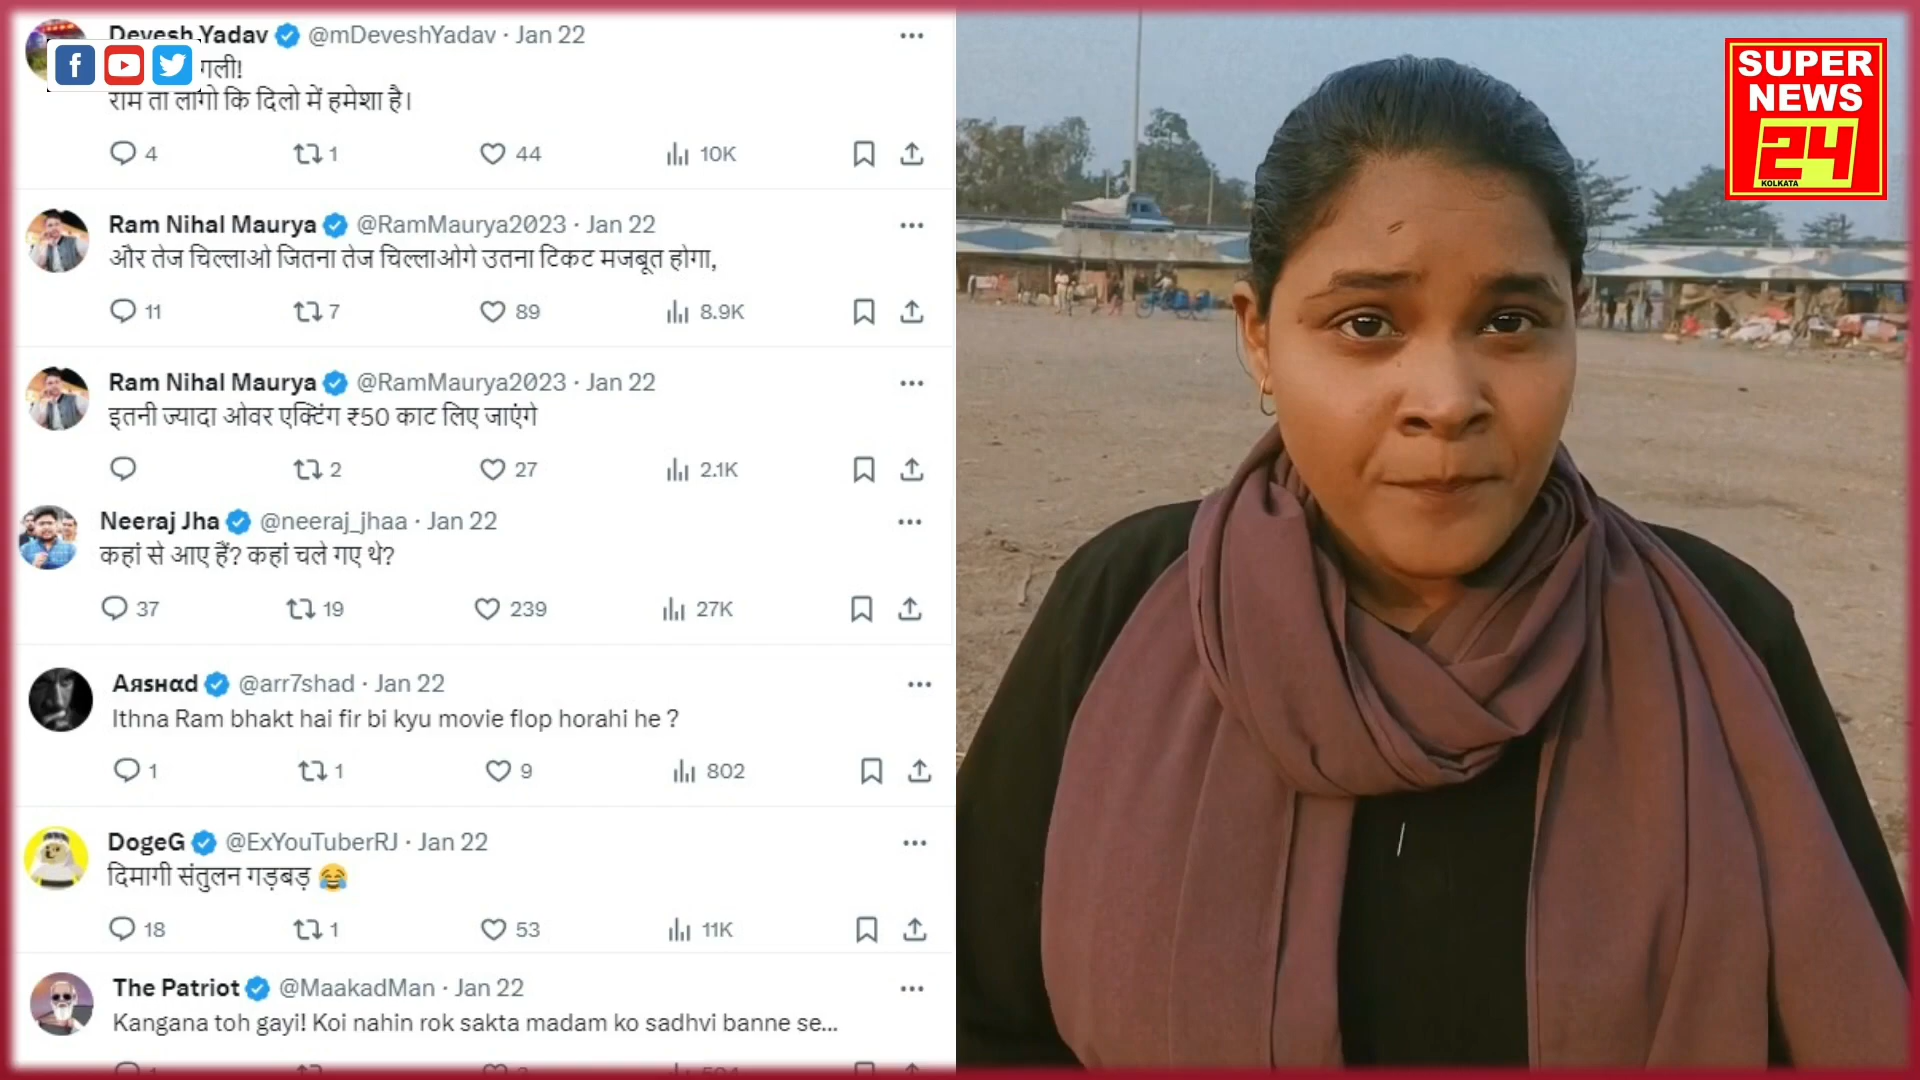 Devesh Yadav @mDeveshYadav · Jan 22
गली!
राम तो लोगो कि दिलो में हमेशा है।
4 1 44 10K
Ram Nihal Maurya @RamMaurya2023 · Jan 22
और तेज चिल्लाओ जितना तेज चिल्लाओगे उतना टिकट मजबूत होगा,
11 7 89 8.9K
Ram Nihal Maurya @RamMaurya2023 · Jan 22
इतनी ज्यादा ओवर एक्टिंग ₹50 काट लिए जाएंगे
2 27 2.1K
Neeraj Jha @neeraj_jhaa · Jan 22
कहां से आए हैं? कहां चले गए थे?
37 19 239 27K
Aяsнαd @arr7shad · Jan 22
Ithna Ram bhakt hai fir bi kyu movie flop horahi he ?
1 1 9 802
DogeG @ExYouTuberRJ · Jan 22
दिमागी संतुलन गड़बड़ 😂
18 1 53 11K
The Patriot @MaakadMan · Jan 22
Kangana toh gayi! Koi nahin rok sakta madam ko sadhvi banne se...
SUPER
NEWS
24
KOLKATA